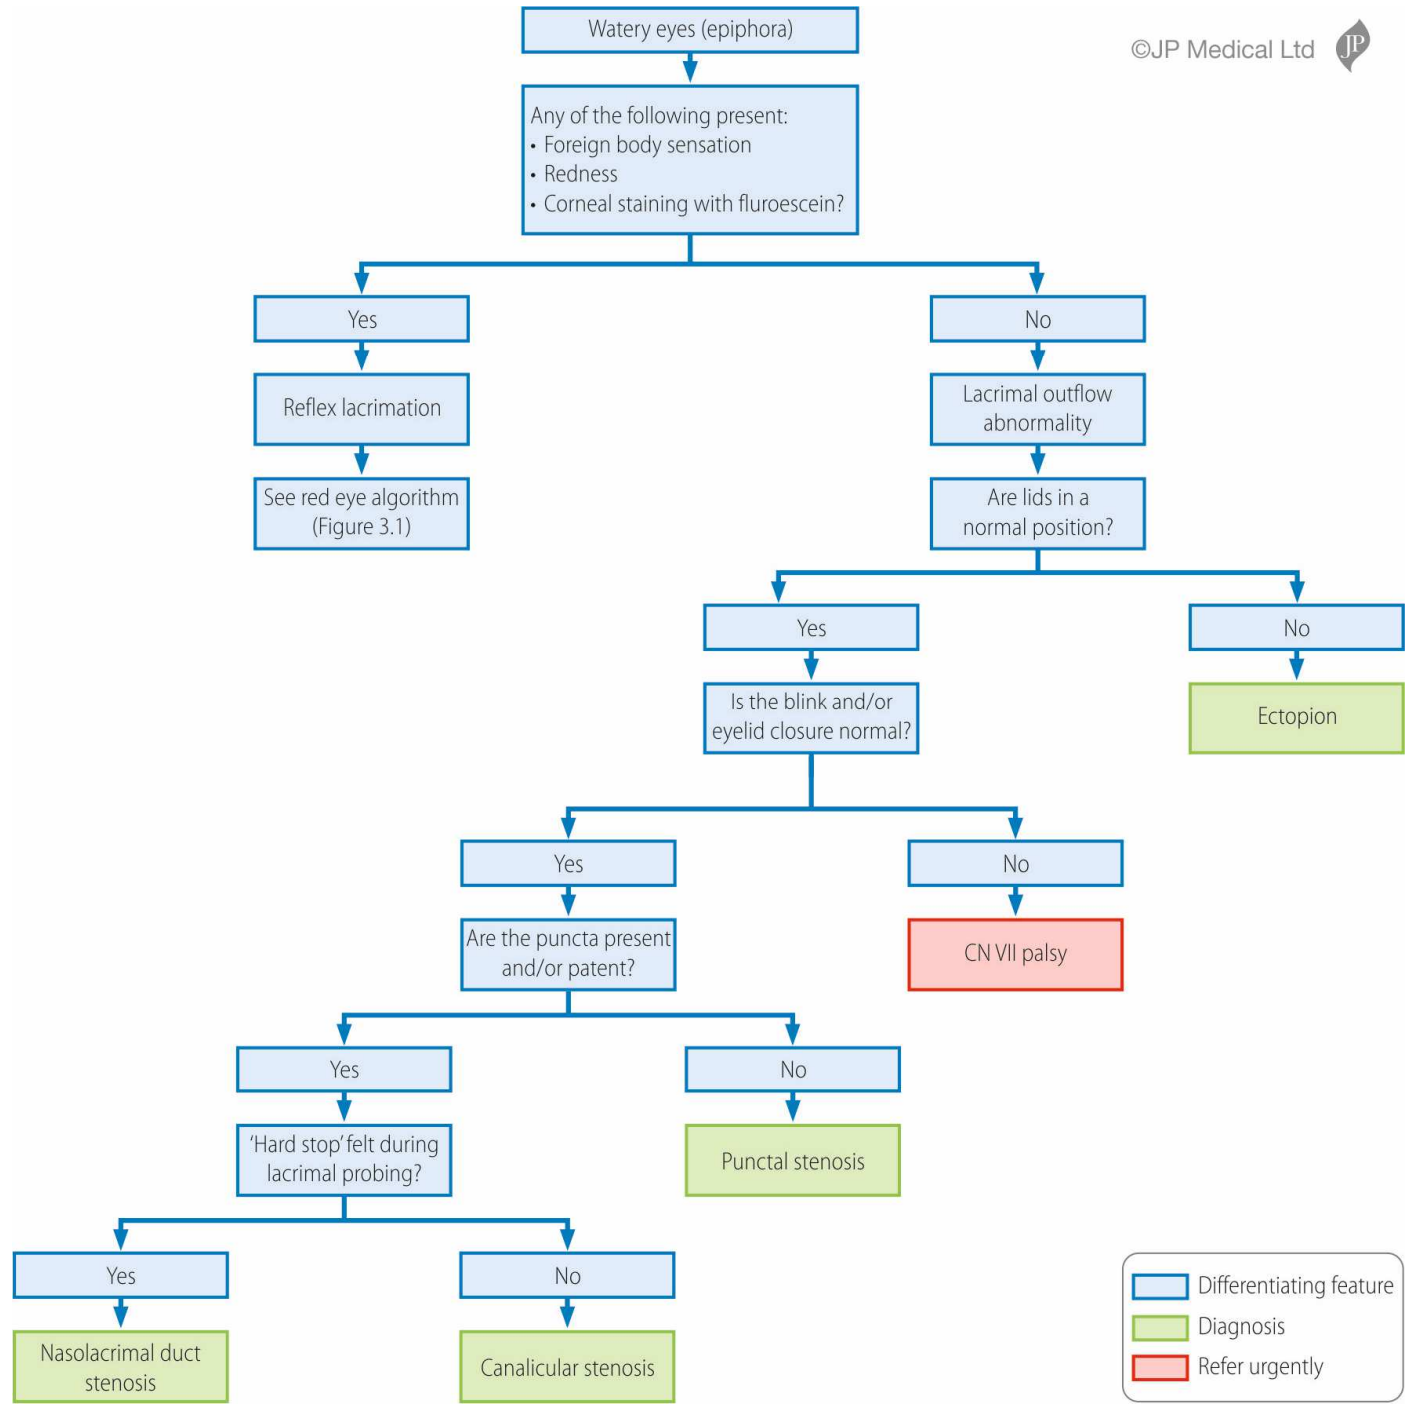 Watery eyes (epiphora)
©JP Medical Ltd
JP
Any of the following present:
• Foreign body sensation
• Redness
• Corneal staining with fluroescein?
Yes
No
Reflex lacrimation
Lacrimal outflow
abnormality
See red eye algorithm
(Figure 3.1)
Are lids in a
normal position?
Yes
No
Is the blink and/or
eyelid closure normal?
Ectopion
Yes
No
Are the puncta present
and/or patent?
CN VII palsy
Yes
No
'Hard stop' felt during
lacrimal probing?
Punctal stenosis
Yes
No
Nasolacrimal duct
stenosis
Canalicular stenosis
Differentiating feature
Diagnosis
Refer urgently